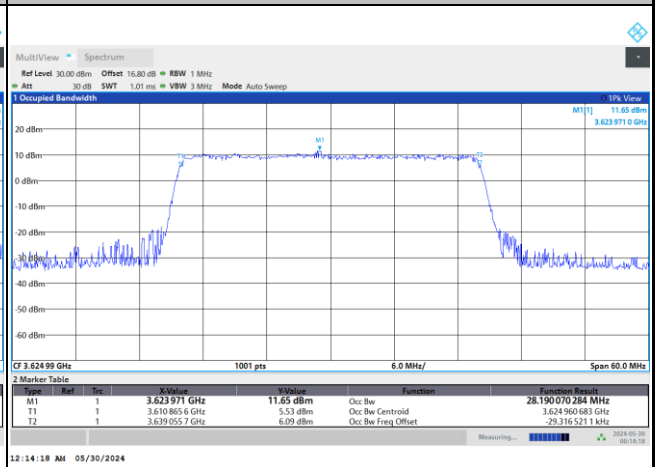 MultiView Spectrum
Ref Level 30.00 dBm Offset 16.80 dB RBW 1 MHz
Att 30 dB SWT 1.01 ms VBW 3 MHz Mode Auto Sweep
1 Occupied Bandwidth 1Pk View
M1[1] 11.65 dBm
3.623 971 0 GHz
20 dBm
M1
10 dBm
T1 T2
0 dBm
-10 dBm
-20 dBm
-30 dBm
-40 dBm
-50 dBm
-60 dBm
CF 3.624 99 GHz 1001 pts 6.0 MHz/ Span 60.0 MHz
2 Marker Table
Type Ref Trc X-Value Y-Value Function Function Result
M1 1 3.623 971 GHz 11.65 dBm Occ Bw 28.190 070 284 MHz
T1 1 3.610 865 6 GHz 5.53 dBm Occ Bw Centroid 3.624 960 683 GHz
T2 1 3.639 055 7 GHz 6.09 dBm Occ Bw Freq Offset -29.316 521 1 kHz
Measuring... 2024-05-30
00:14:18
12:14:18 AM 05/30/2024